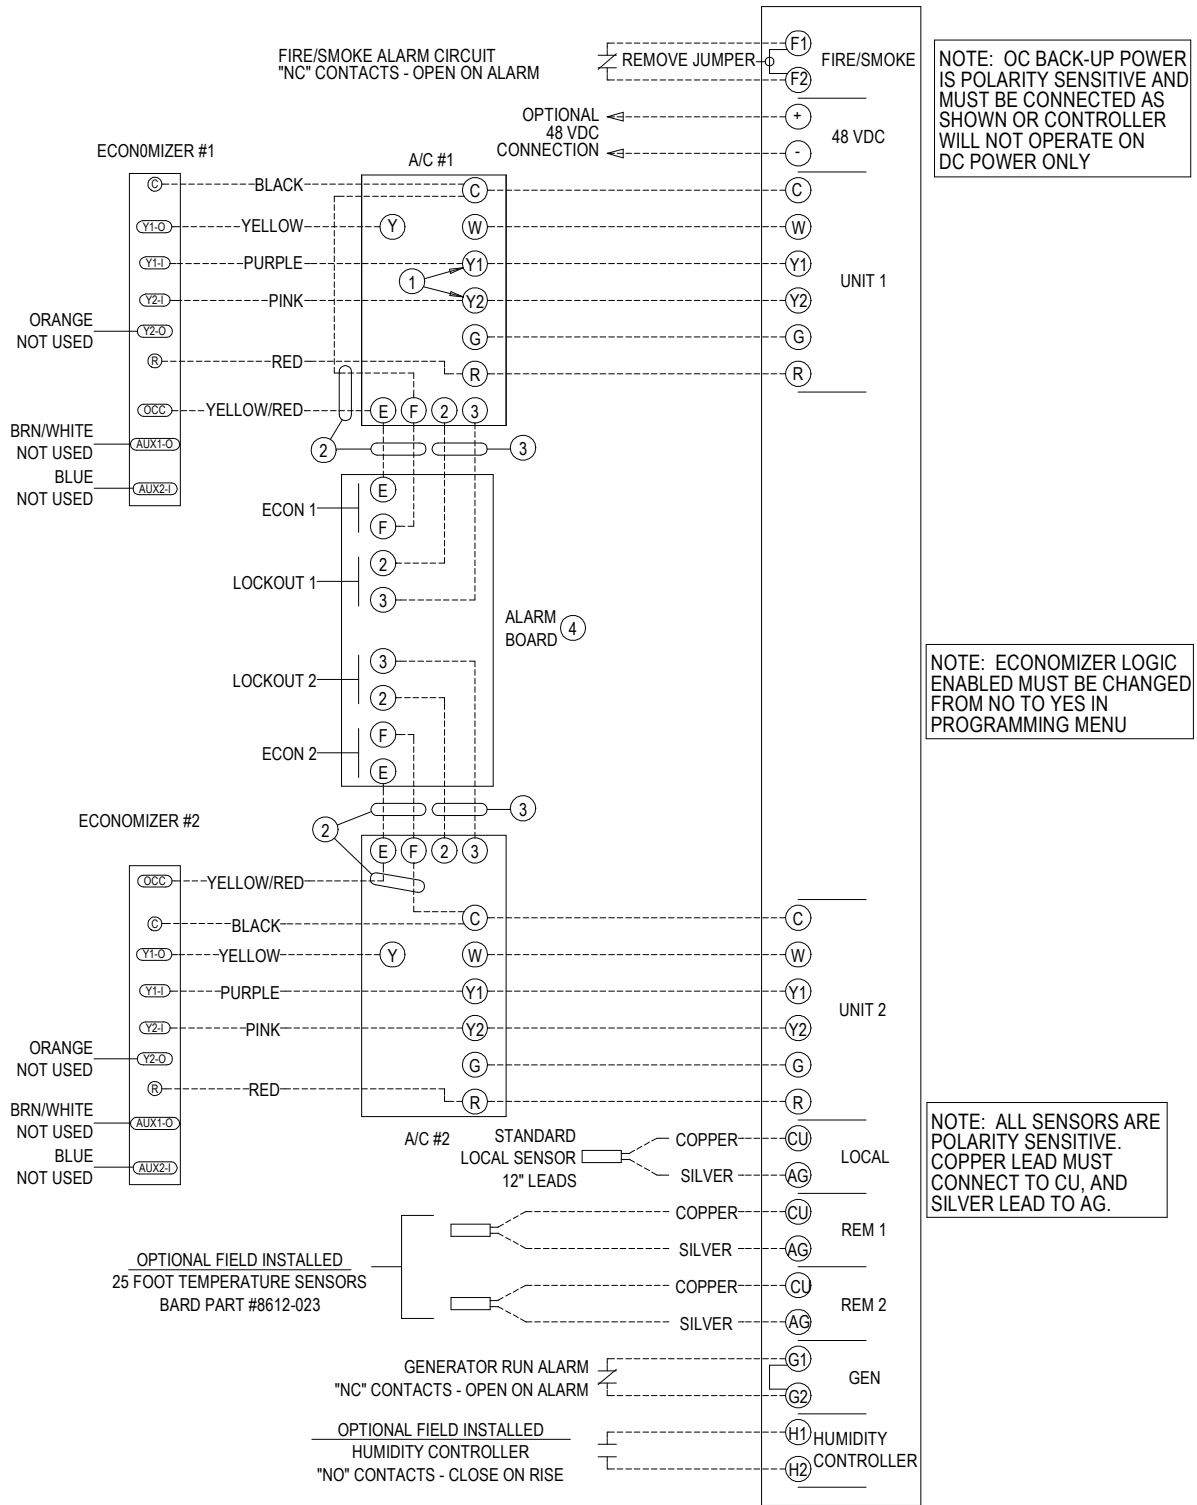 FIRE/SMOKE ALARM CIRCUIT
"NC" CONTACTS - OPEN ON ALARM
REMOVE JUMPER
F1
F2
FIRE/SMOKE
NOTE: OC BACK-UP POWER
IS POLARITY SENSITIVE AND
MUST BE CONNECTED AS
SHOWN OR CONTROLLER
WILL NOT OPERATE ON
DC POWER ONLY
OPTIONAL
48 VDC
CONNECTION
+
-
48 VDC
ECON0MIZER #1
A/C #1
C
BLACK
C
C
Y1-O
YELLOW
Y
W
W
Y1-I
PURPLE
Y1
Y1
1
UNIT 1
Y2-I
PINK
Y2
Y2
ORANGE
NOT USED
Y2-O
G
G
R
RED
R
R
OCC
YELLOW/RED
E
F
2
3
BRN/WHITE
NOT USED
AUX1-O
2
3
BLUE
NOT USED
AUX2-I
ECON 1
E
F
LOCKOUT 1
2
3
ALARM
BOARD
4
LOCKOUT 2
3
2
ECON 2
F
E
NOTE: ECONOMIZER LOGIC
ENABLED MUST BE CHANGED
FROM NO TO YES IN
PROGRAMMING MENU
ECONOMIZER #2
2
3
E
F
2
3
OCC
YELLOW/RED
C
BLACK
C
C
Y1-O
YELLOW
Y
W
W
Y1-I
PURPLE
Y1
Y1
UNIT 2
Y2-I
PINK
Y2
Y2
ORANGE
NOT USED
Y2-O
G
G
R
RED
R
R
BRN/WHITE
NOT USED
AUX1-O
BLUE
NOT USED
AUX2-I
A/C #2
STANDARD
LOCAL SENSOR
12" LEADS
COPPER
CU
SILVER
AG
LOCAL
NOTE: ALL SENSORS ARE
POLARITY SENSITIVE.
COPPER LEAD MUST
CONNECT TO CU, AND
SILVER LEAD TO AG.
COPPER
CU
SILVER
AG
REM 1
OPTIONAL FIELD INSTALLED
25 FOOT TEMPERATURE SENSORS
BARD PART #8612-023
COPPER
CU
SILVER
AG
REM 2
GENERATOR RUN ALARM
"NC" CONTACTS - OPEN ON ALARM
G1
G2
GEN
OPTIONAL FIELD INSTALLED
HUMIDITY CONTROLLER
"NO" CONTACTS - CLOSE ON RISE
H1
H2
HUMIDITY
CONTROLLER